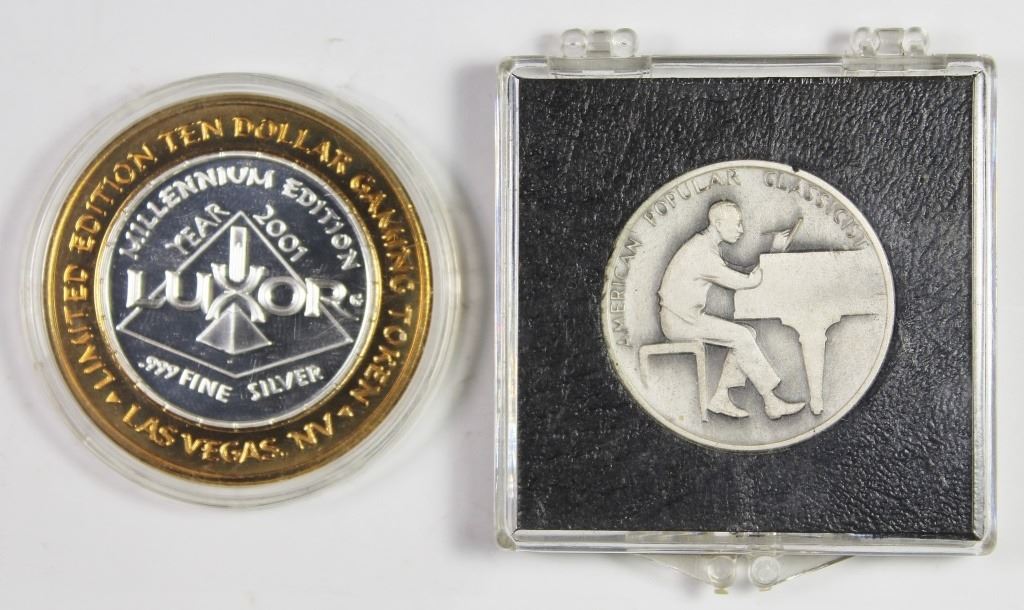 LIMITED EDITION TEN DOLLAR GAMING TOKEN
LAS VEGAS, NV
MILLENNIUM EDITION
YEAR 2001
LUXOR
.999 FINE SILVER
AMERICAN POPULAR CLASSICS